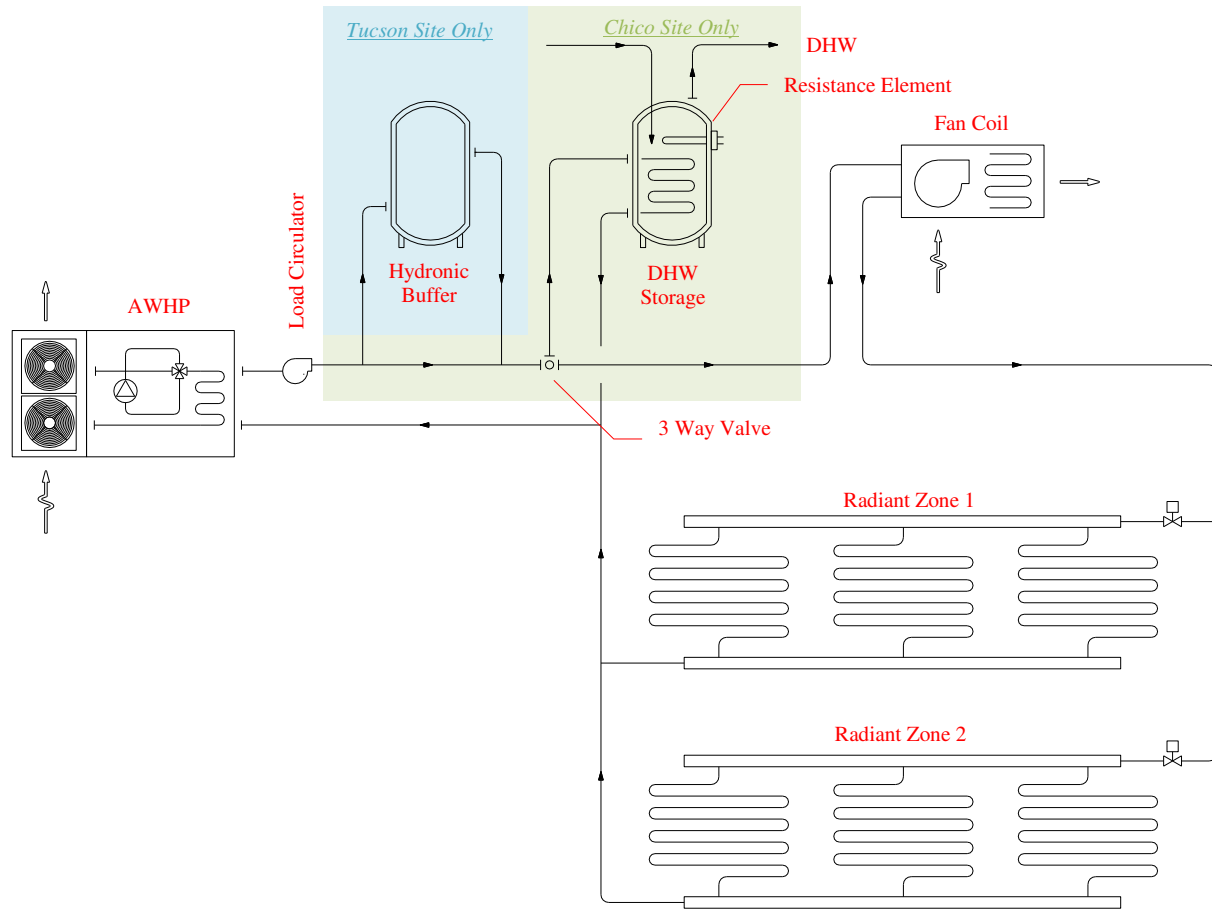 Tucson Site Only
Chico Site Only
DHW
Resistance Element
Fan Coil
Load Circulator
Hydronic
Buffer
DHW
Storage
AWHP
3 Way Valve
Radiant Zone 1
Radiant Zone 2